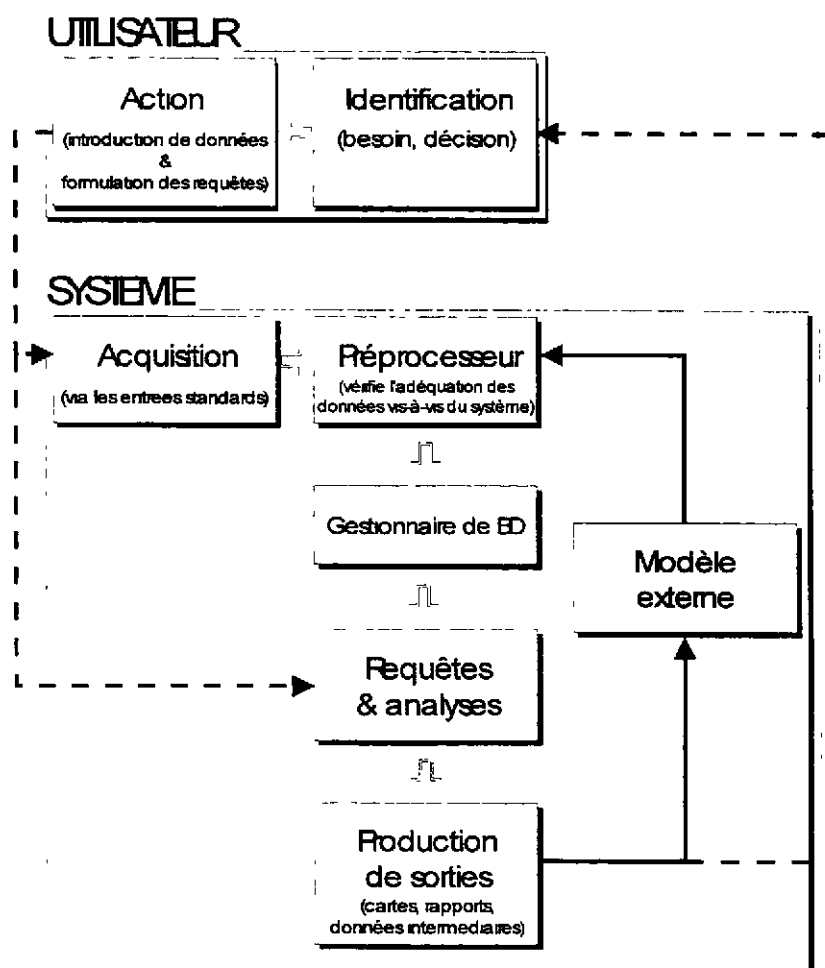 UTILISATEUR
Action
(introduction de données
&
formulation des requêtes)
Identification
(besoin, décision)
SYSTEME
Acquisition
(via les entrees standards)
Préprocesseur
(vérifie l'adéquation des
données vis-à-vis du système)
Gestionnaire de BD
Modèle
externe
Requêtes
& analyses
Production
de sorties
(cartes, rapports,
données intermediaires)